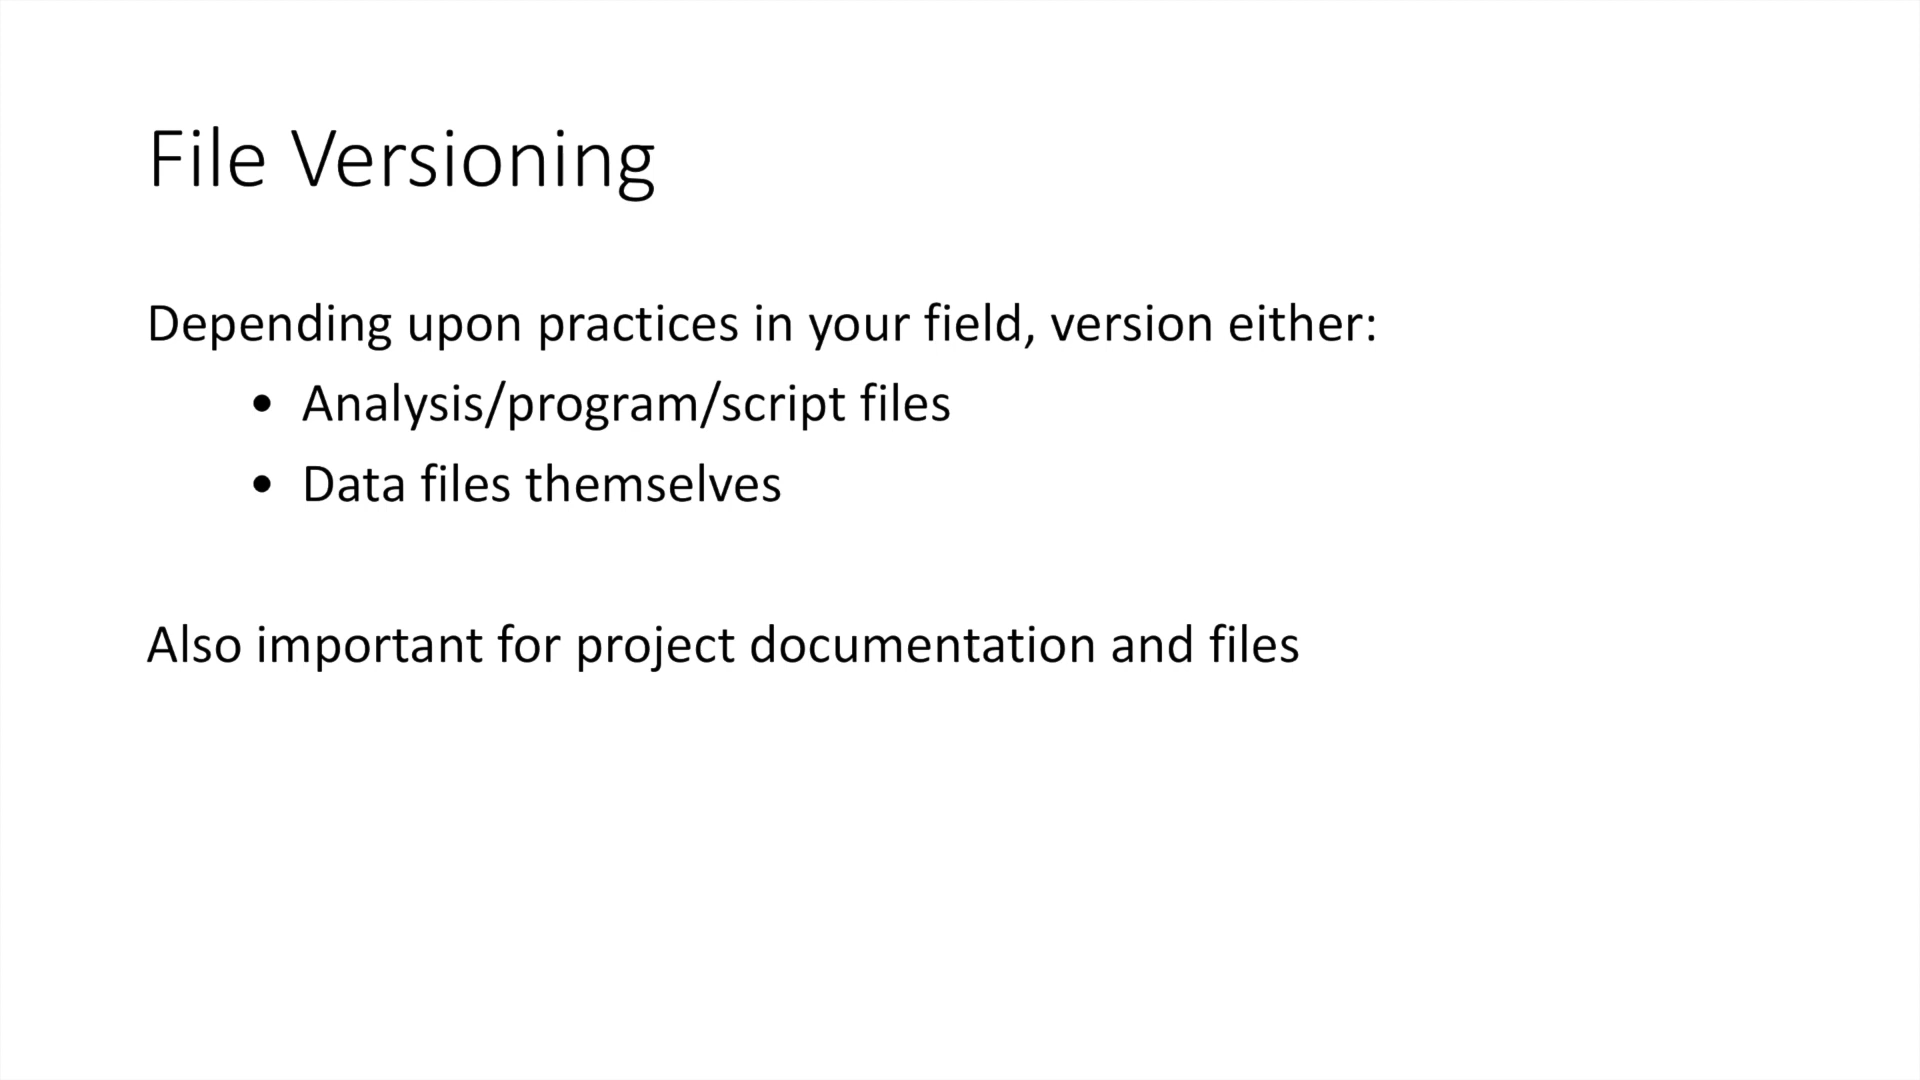 File Versioning
Depending upon practices in your field, version either:
• Analysis/program/script files
• Data files themselves
Also important for project documentation and files